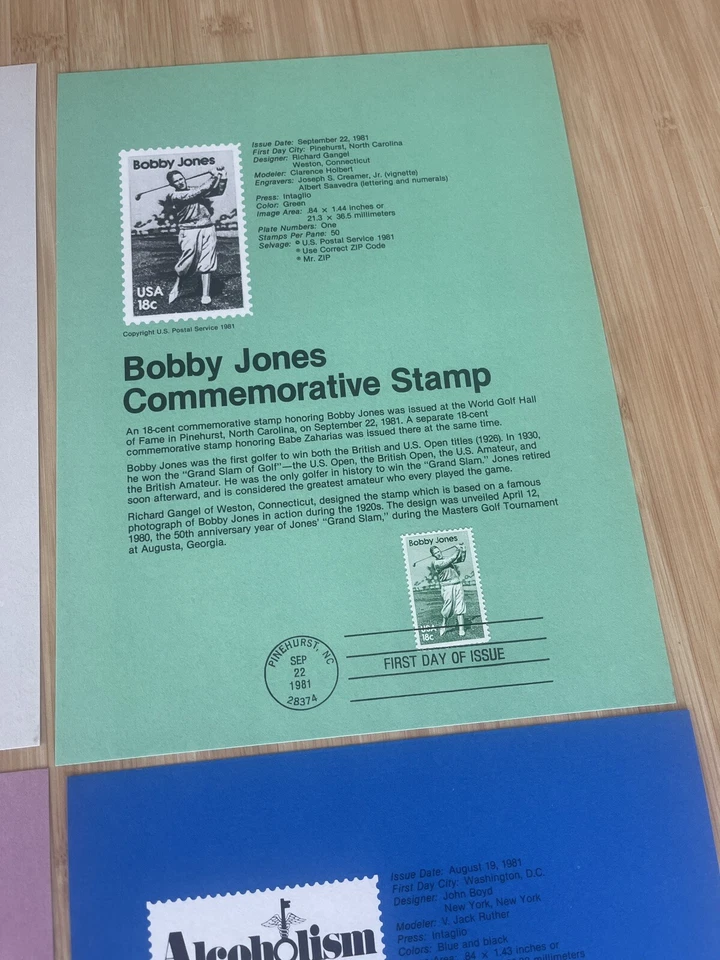 Bobby Jones
USA
18c
Copyright U.S. Postal Service 1981
Issue Date: September 22, 1981
First Day City: Pinehurst, North Carolina
Designer: Richard Gangel
Weston, Connecticut
Modeler: Clarence Holbert
Engravers: Joseph S. Creamer, Jr. (vignette)
Albert Saavedra (lettering and numerals)
Press: Intaglio
Color: Green
Image Area: .84 × 1.44 inches or
21.3 × 36.5 millimeters
Plate Numbers: One
Stamps Per Pane: 50
Selvage: © U.S. Postal Service 1981
® Use Correct ZIP Code
® Mr. ZIP
Bobby Jones
Commemorative Stamp
An 18-cent commemorative stamp honoring Bobby Jones was issued at the World Golf Hall
of Fame in Pinehurst, North Carolina, on September 22, 1981. A separate 18-cent
commemorative stamp honoring Babe Zaharias was issued there at the same time.
Bobby Jones was the first golfer to win both the British and U.S. Open titles (1926). In 1930,
he won the "Grand Slam of Golf"—the U.S. Open, the British Open, the U.S. Amateur, and
the British Amateur. He was the only golfer in history to win the "Grand Slam." Jones retired
soon afterward, and is considered the greatest amateur who every played the game.
Richard Gangel of Weston, Connecticut, designed the stamp which is based on a famous
photograph of Bobby Jones in action during the 1920s. The design was unveiled April 12,
1980, the 50th anniversary year of Jones' "Grand Slam," during the Masters Golf Tournament
at Augusta, Georgia.
Bobby Jones
USA
18c
PINEHURST, NC
SEP
22
1981
28374
FIRST DAY OF ISSUE
Issue Date: August 19, 1981
First Day City: Washington, D.C.
Designer: John Boyd
New York, New York
Modeler: V. Jack Ruther
Press: Intaglio
Colors: Blue and black
.84 × 1.43 inches or
millimeters
Alcoholism